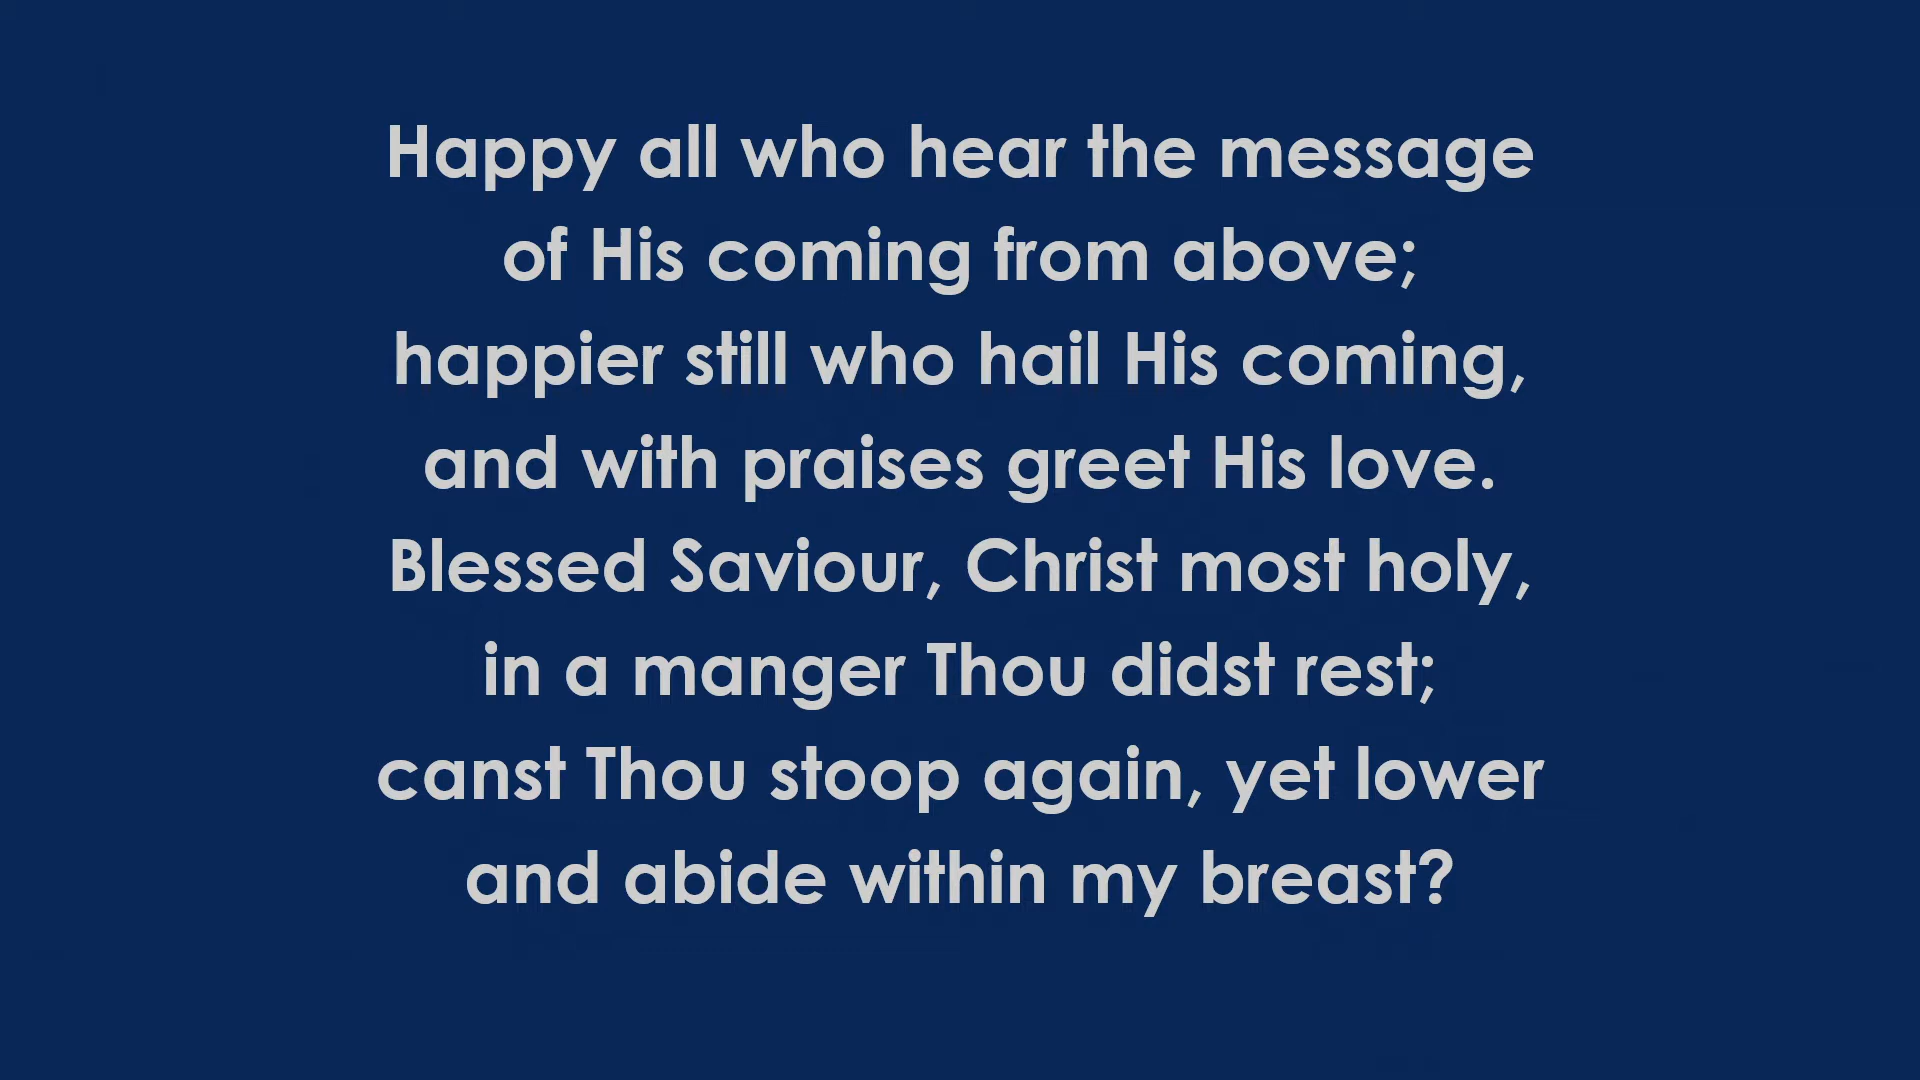 Happy all who hear the message
of His coming from above;
happier still who hail His coming,
and with praises greet His love.
Blessed Saviour, Christ most holy,
in a manger Thou didst rest;
canst Thou stoop again, yet lower
and abide within my breast?